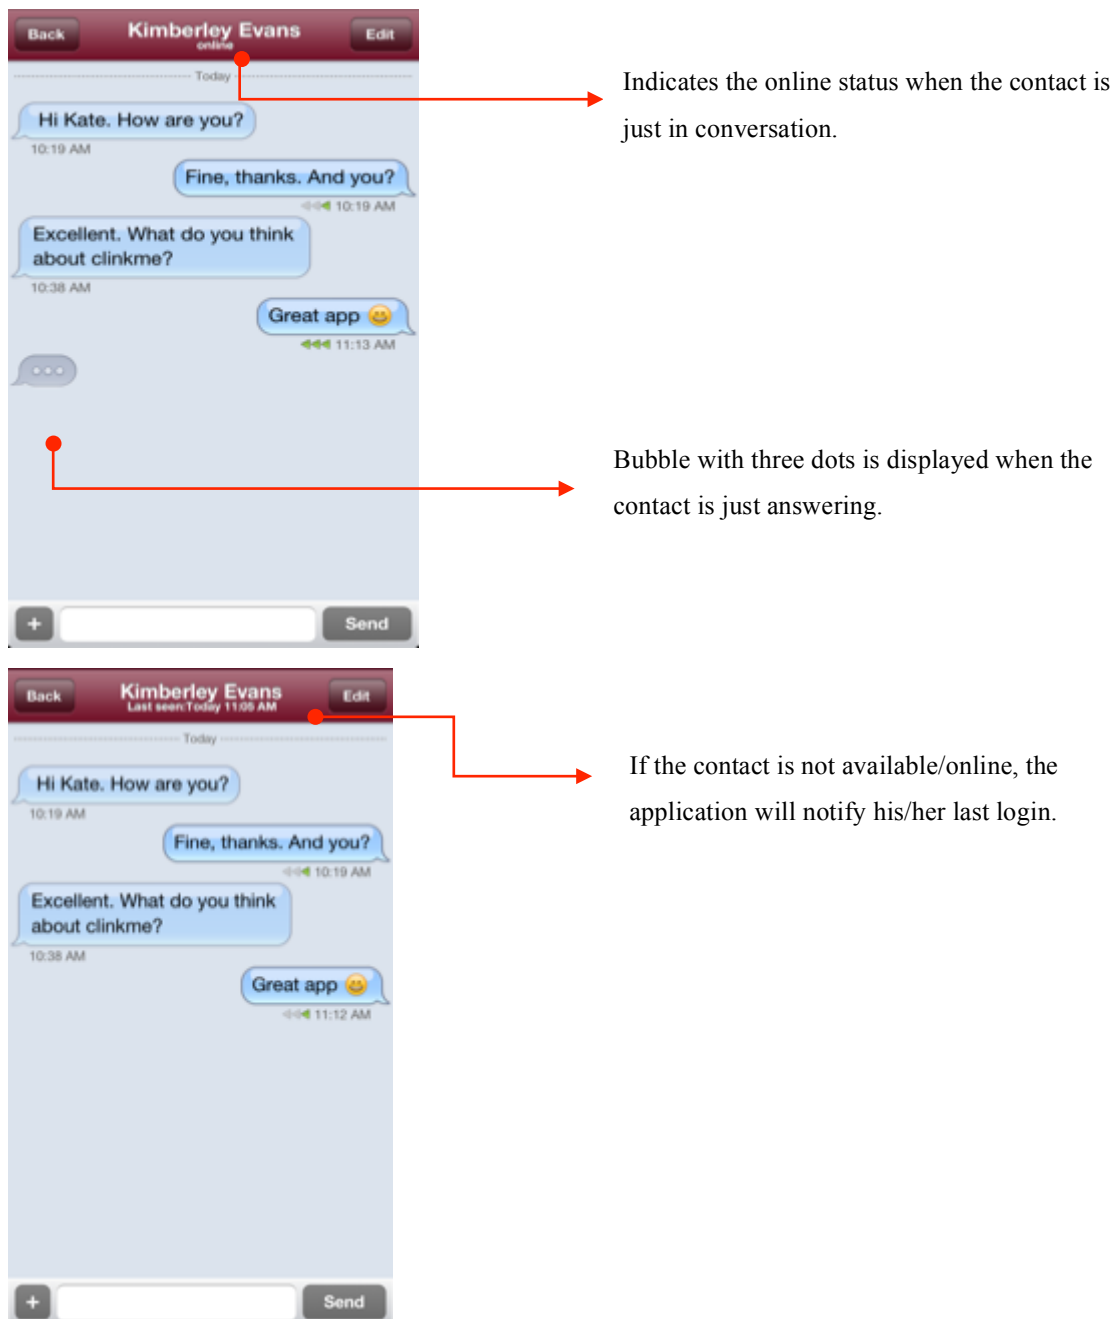 Back
Kimberley Evans
online
Edit
Today
Hi Kate. How are you?
10:19 AM
Fine, thanks. And you?
10:19 AM
Excellent. What do you think
about clinkme?
10:38 AM
Great app
11:13 AM
+
Send
Indicates the online status when the contact is
just in conversation.
Bubble with three dots is displayed when the
contact is just answering.
Back
Kimberley Evans
Last seen:Today 11:05 AM
Edit
Today
Hi Kate. How are you?
10:19 AM
Fine, thanks. And you?
10:19 AM
Excellent. What do you think
about clinkme?
10:38 AM
Great app
11:12 AM
+
Send
If the contact is not available/online, the
application will notify his/her last login.